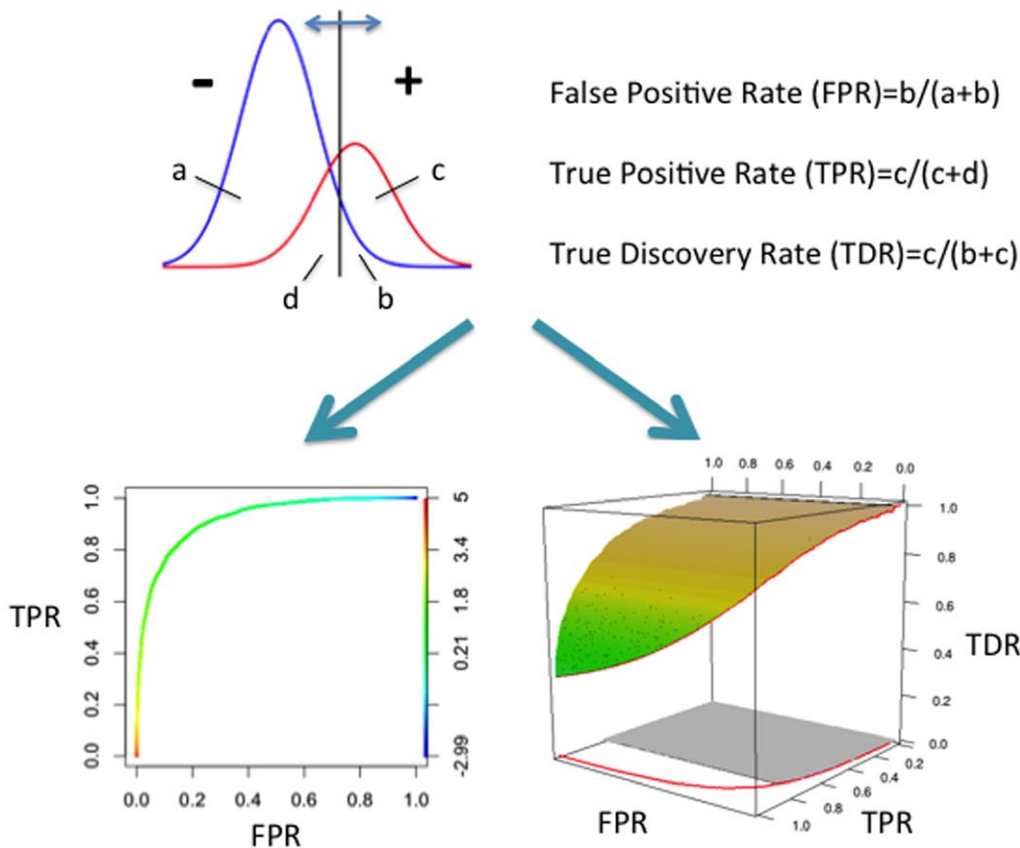 -
+
a
c
d
b
False Positive Rate (FPR)=b/(a+b)
True Positive Rate (TPR)=c/(c+d)
True Discovery Rate (TDR)=c/(b+c)
TPR
1.0
0.8
0.6
0.4
0.2
0.0
0.0 0.2 0.4 0.6 0.8 1.0
FPR
5
3.4
1.8
0.21
-2.99
1.0 0.8 0.6 0.4 0.2 0.0
1.0
0.8
0.6
0.4
0.2
0.0
TDR
0.2
0.4
0.6
0.8
1.0
FPR
TPR